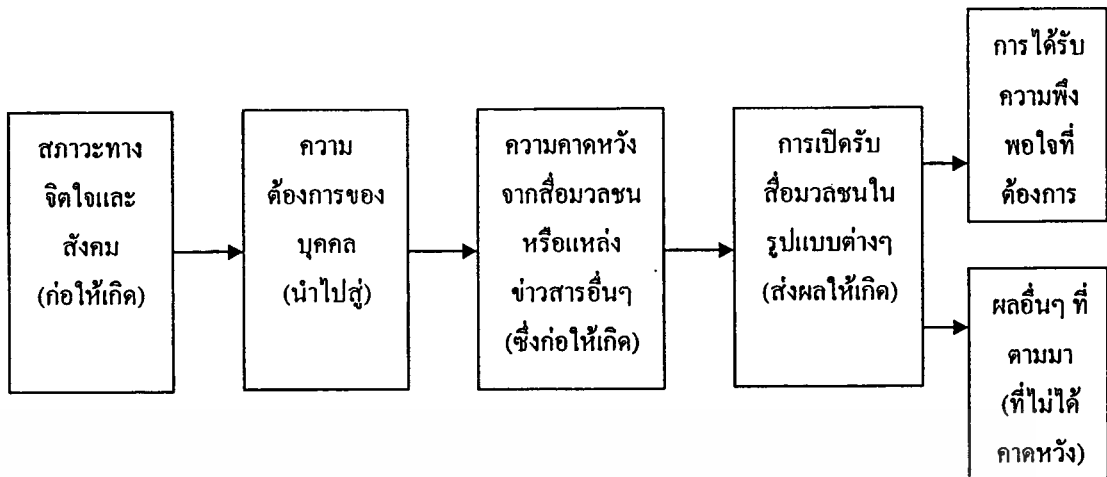 สภาวะทาง
จิตใจและ
สังคม
(ก่อให้เกิด)
ความ
ต้องการของ
บุคคล
(นำไปสู่)
ความคาดหวัง
จากสื่อมวลชน
หรือแหล่ง
ข่าวสารอื่นๆ
(ซึ่งก่อให้เกิด)
การเปิดรับ
สื่อมวลชนใน
รูปแบบต่างๆ
(ส่งผลให้เกิด)
การได้รับ
ความพึง
พอใจที่
ต้องการ
ผลอื่นๆ ที่
ตามมา
(ที่ไม่ได้
คาดหวัง)